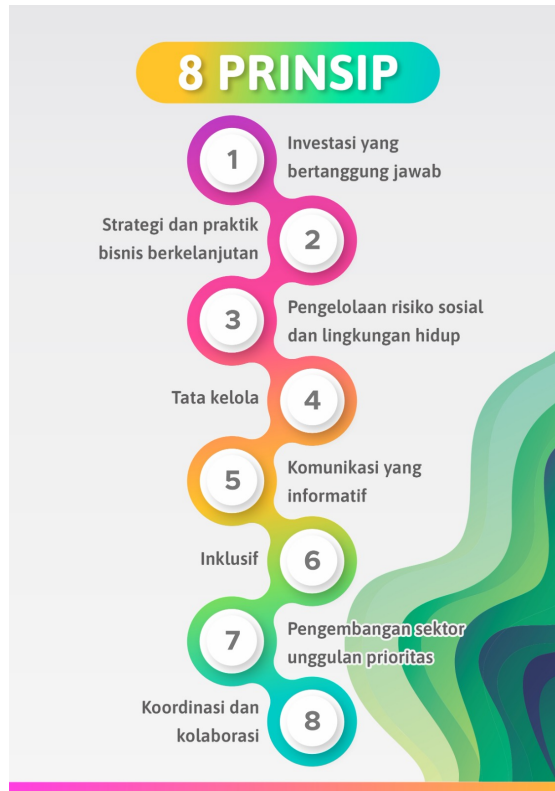 8 PRINSIP
1
Investasi yang
bertanggung jawab
Strategi dan praktik
bisnis berkelanjutan
2
3
Pengelolaan risiko sosial
dan lingkungan hidup
Tata kelola
4
5
Komunikasi yang
informatif
Inklusif
6
7
Pengembangan sektor
unggulan prioritas
Koordinasi dan
kolaborasi
8